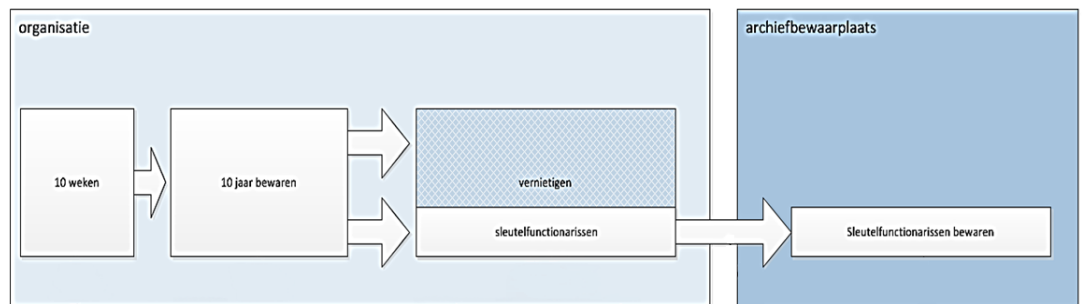 organisatie
archiefbewaarplaats
10 weken
10 jaar bewaren
vernietigen
sleutelfunctionarissen
Sleutelfunctionarissen bewaren